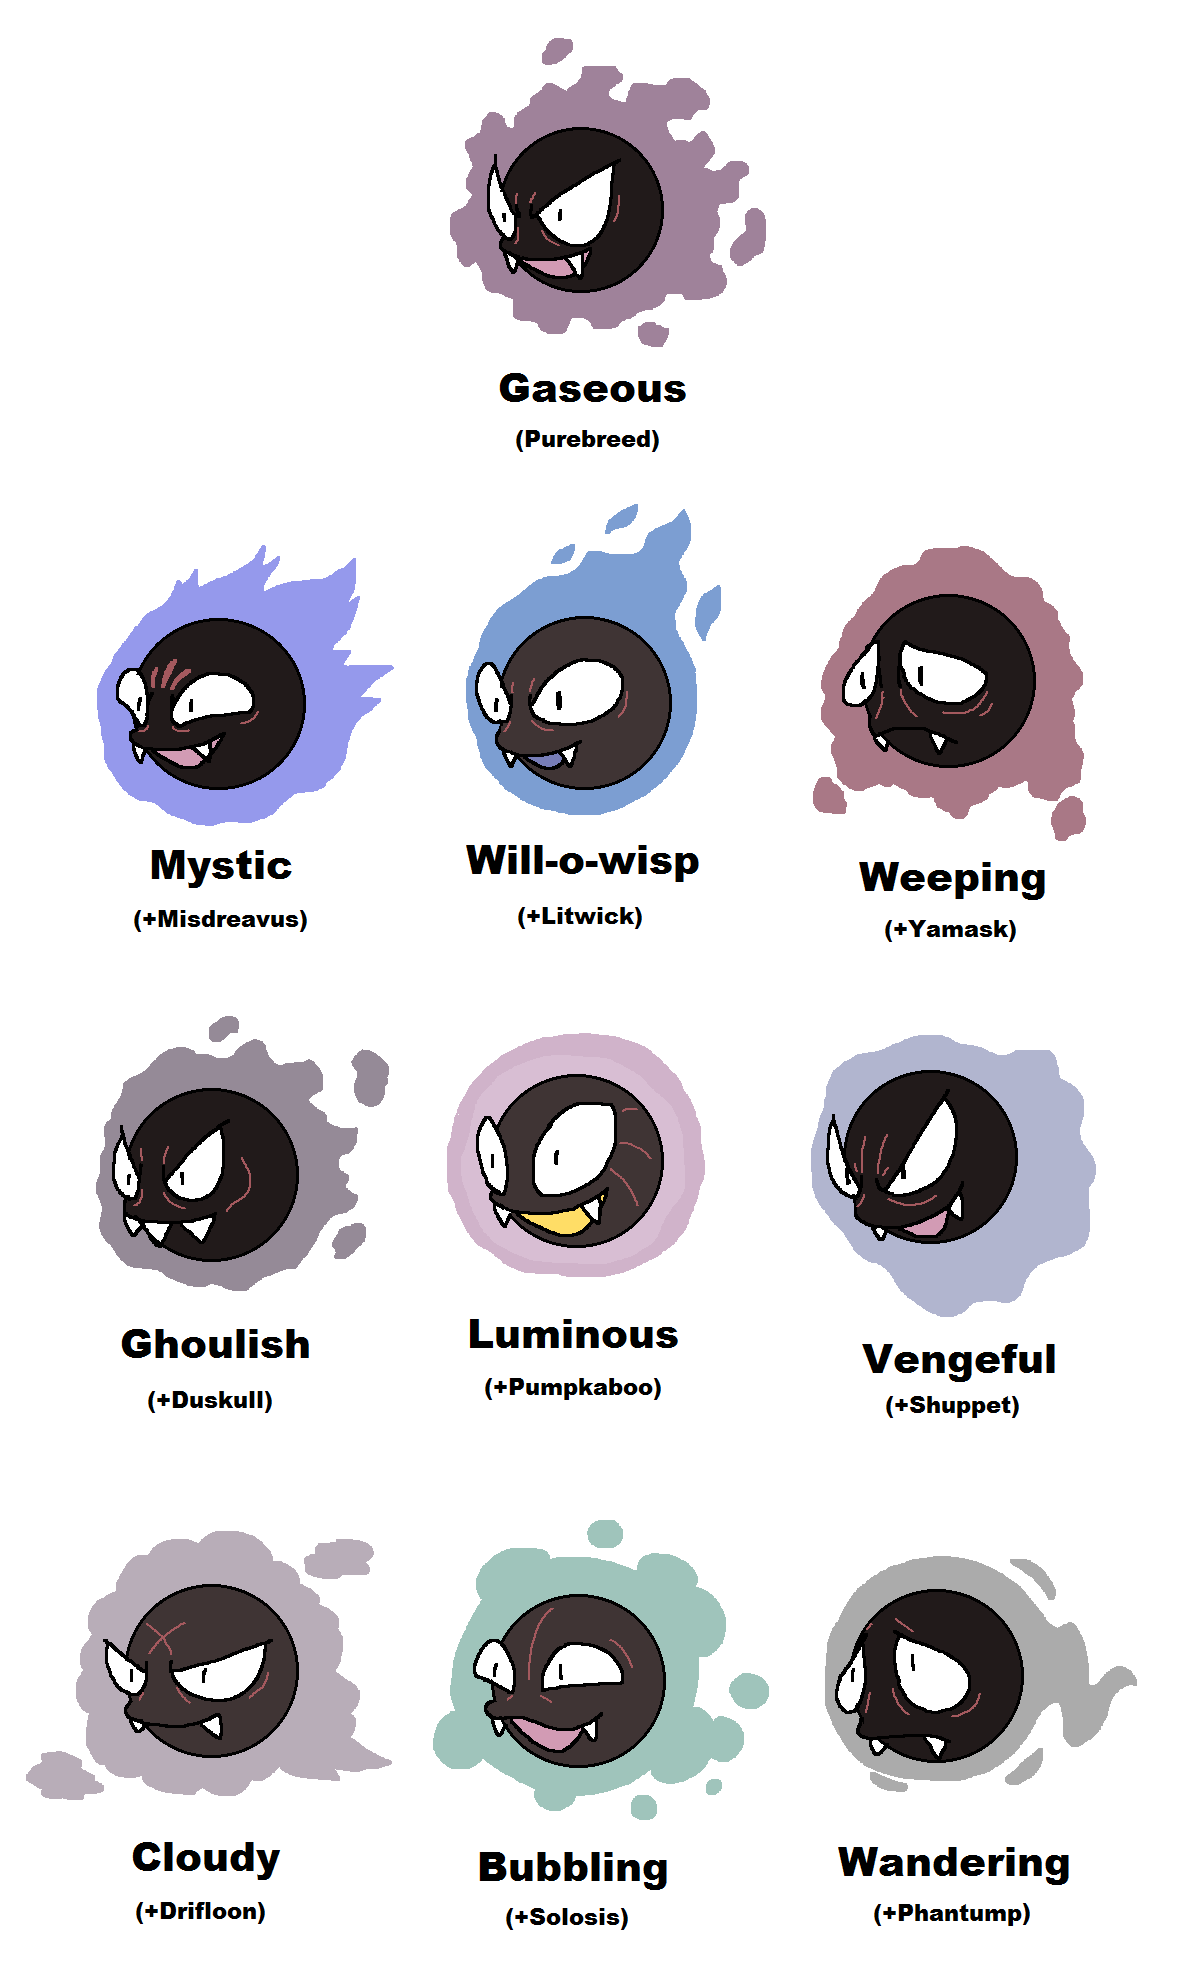 Gaseous
(Purebreed)
Mystic
(+Misdreavus)
Will-o-wisp
(+Litwick)
Weeping
(+Yamask)
Ghoulish
(+Duskull)
Luminous
(+Pumpkaboo)
Vengeful
(+Shuppet)
Cloudy
(+Drifloon)
Bubbling
(+Solosis)
Wandering
(+Phantump)